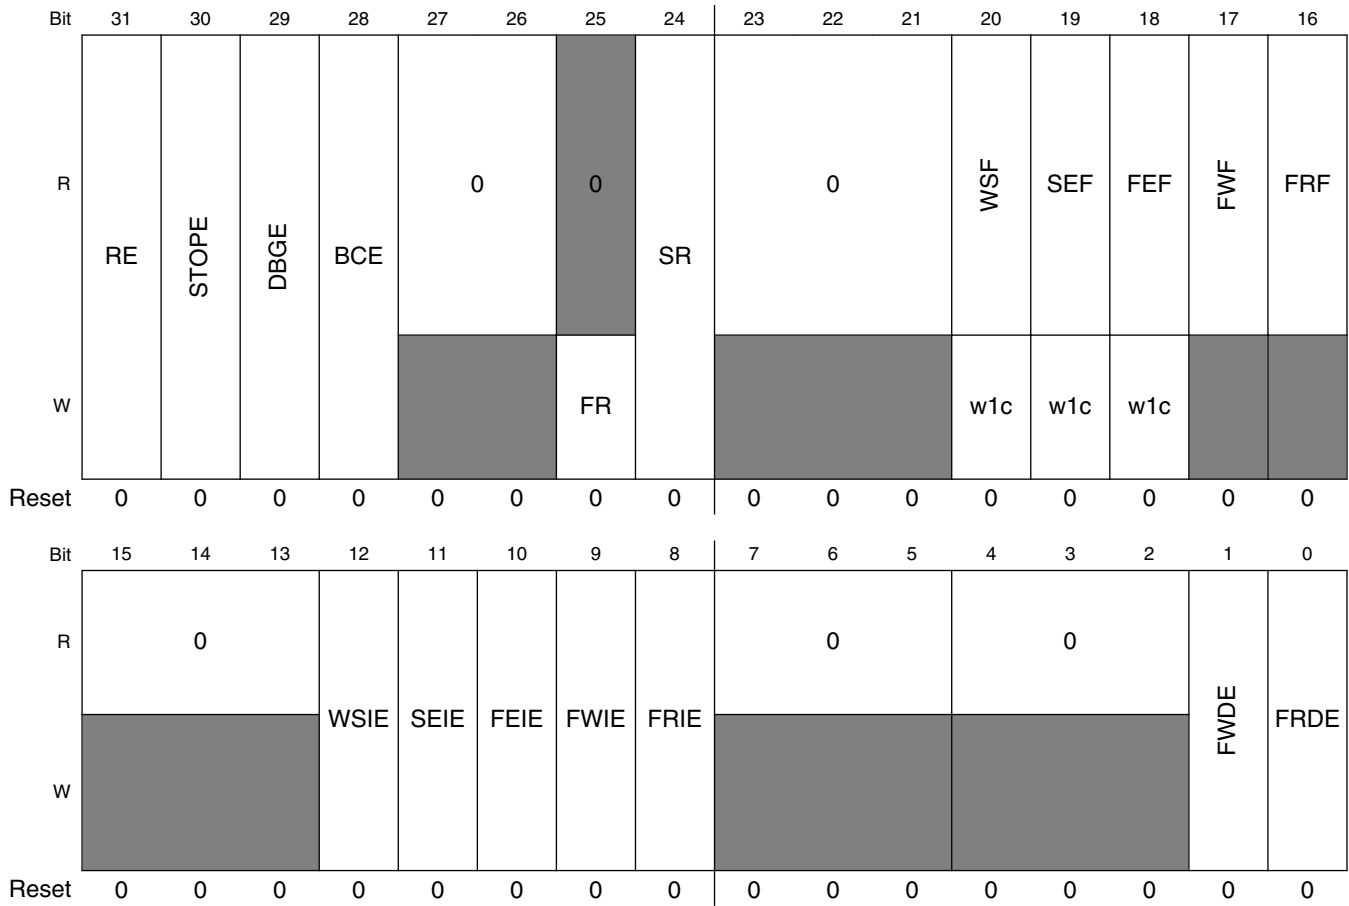 Bit 31 30 29 28 27 26 25 24 23 22 21 20 19 18 17 16
R 0 0 0 WSF SEF FEF FWF FRF
RE STOPE DBGE BCE SR
W FR w1c w1c w1c
Reset 0 0 0 0 0 0 0 0 0 0 0 0 0 0 0 0
Bit 15 14 13 12 11 10 9 8 7 6 5 4 3 2 1 0
R 0 0 0
WSIE SEIE FEIE FWIE FRIE FWDE FRDE
W
Reset 0 0 0 0 0 0 0 0 0 0 0 0 0 0 0 0